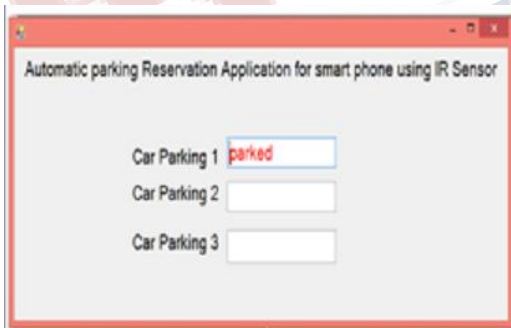 Automatic parking Reservation Application for smart phone using IR Sensor
Car Parking 1 parked
Car Parking 2
Car Parking 3